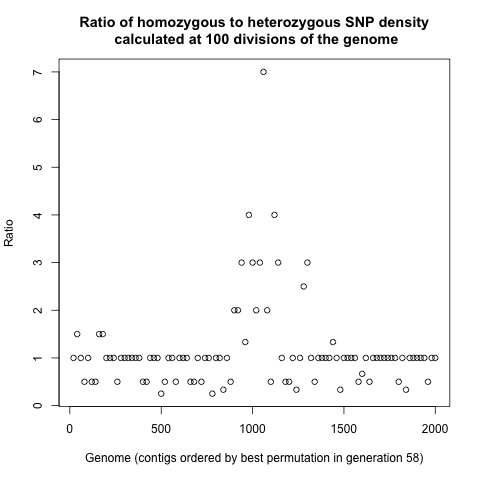 Ratio of homozygous to heterozygous SNP density
calculated at 100 divisions of the genome
7
6
5
4
3
2
1
0
Ratio
0 500 1000 1500 2000
Genome (contigs ordered by best permutation in generation 58)